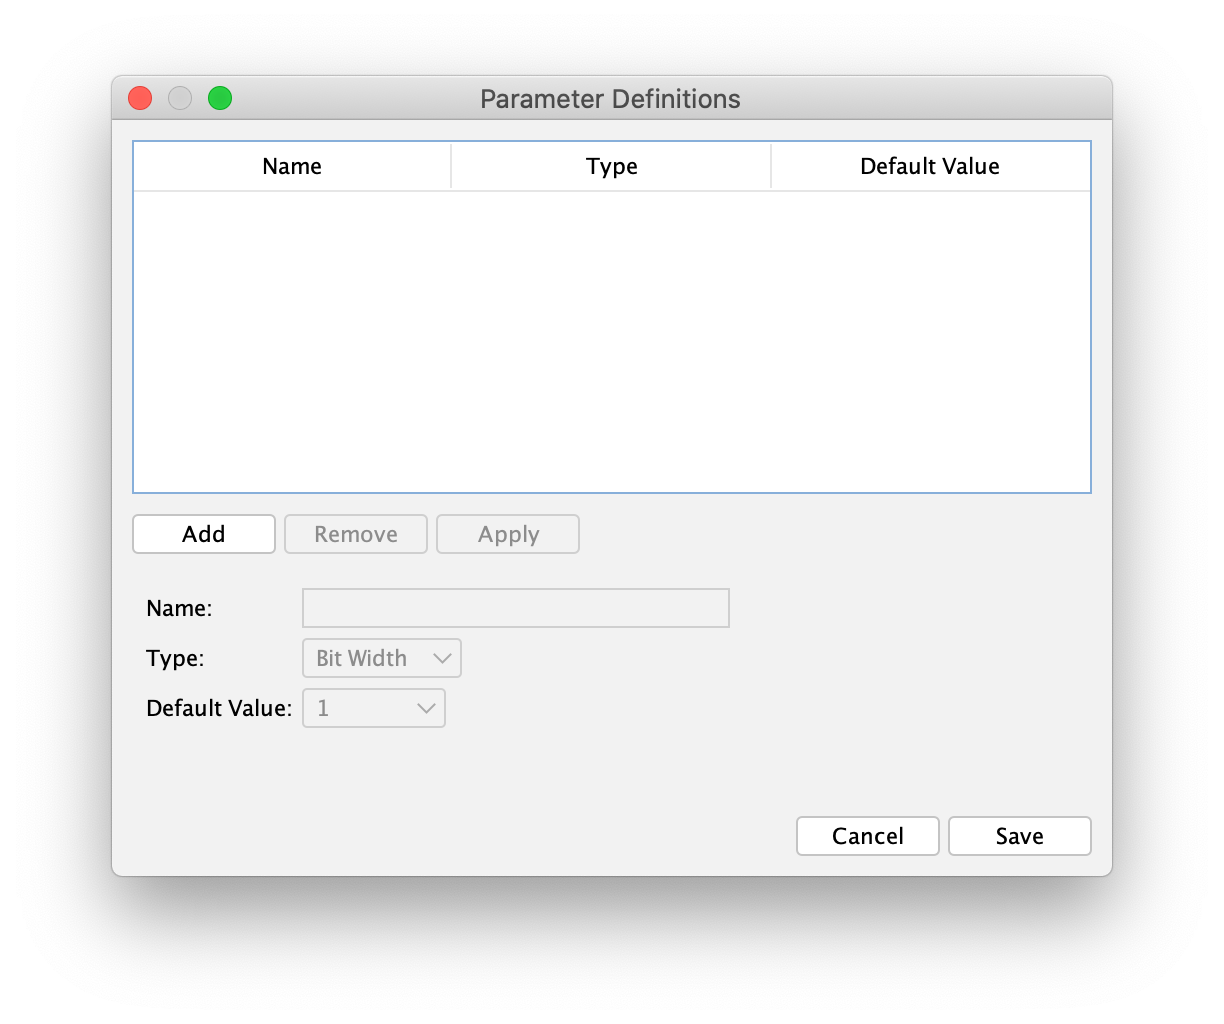 Parameter Definitions
Name Type Default Value
Add Remove Apply
Name:
Type: Bit Width
Default Value: 1
Cancel Save